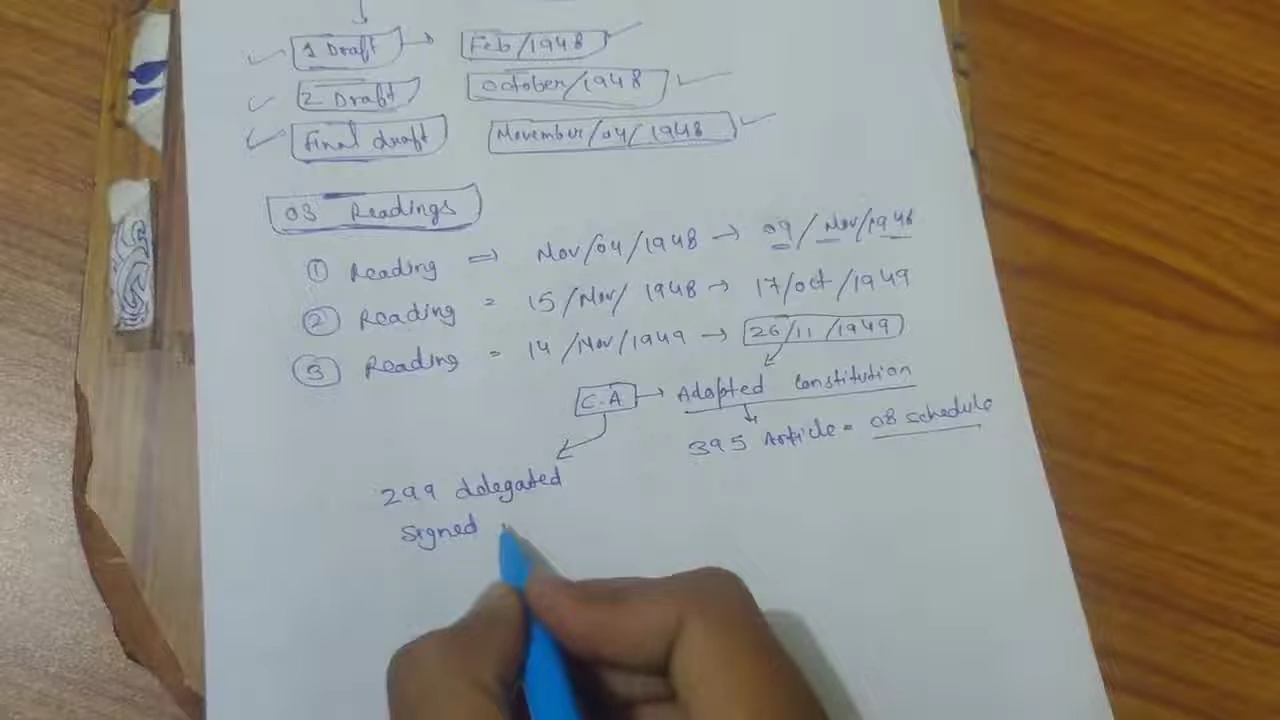 1 Draft → Feb/1948
2 Draft October/1948
Final draft November/04/1948
03 Readings
① Reading ⇒ Nov/04/1948 → 09/Nov/1948
② Reading = 15/Nov/1948 → 17/Oct/1949
③ Reading = 14/Nov/1949 → 26/11/1949
C.A → Adapted Constitution
395 Article = 08 schedule
299 delegated
signed